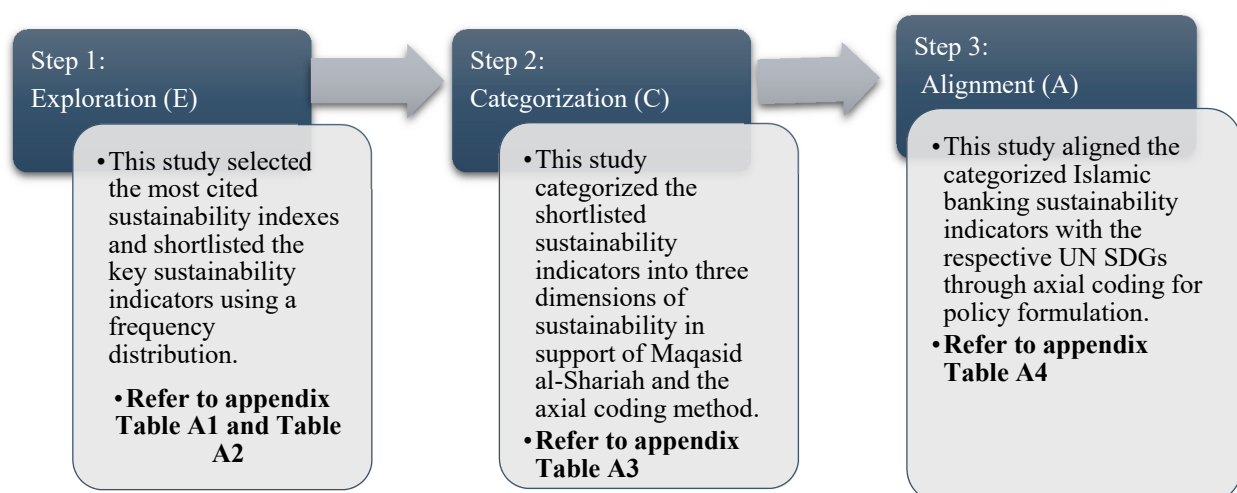 Step 1:
Exploration (E)
•This study selected
the most cited
sustainability indexes
and shortlisted the
key sustainability
indicators using a
frequency
distribution.
•Refer to appendix
Table A1 and Table
A2
Step 2:
Categorization (C)
•This study
categorized the
shortlisted
sustainability
indicators into three
dimensions of
sustainability in
support of Maqasid
al-Shariah and the
axial coding method.
•Refer to appendix
Table A3
Step 3:
Alignment (A)
•This study aligned the
categorized Islamic
banking sustainability
indicators with the
respective UN SDGs
through axial coding for
policy formulation.
•Refer to appendix
Table A4